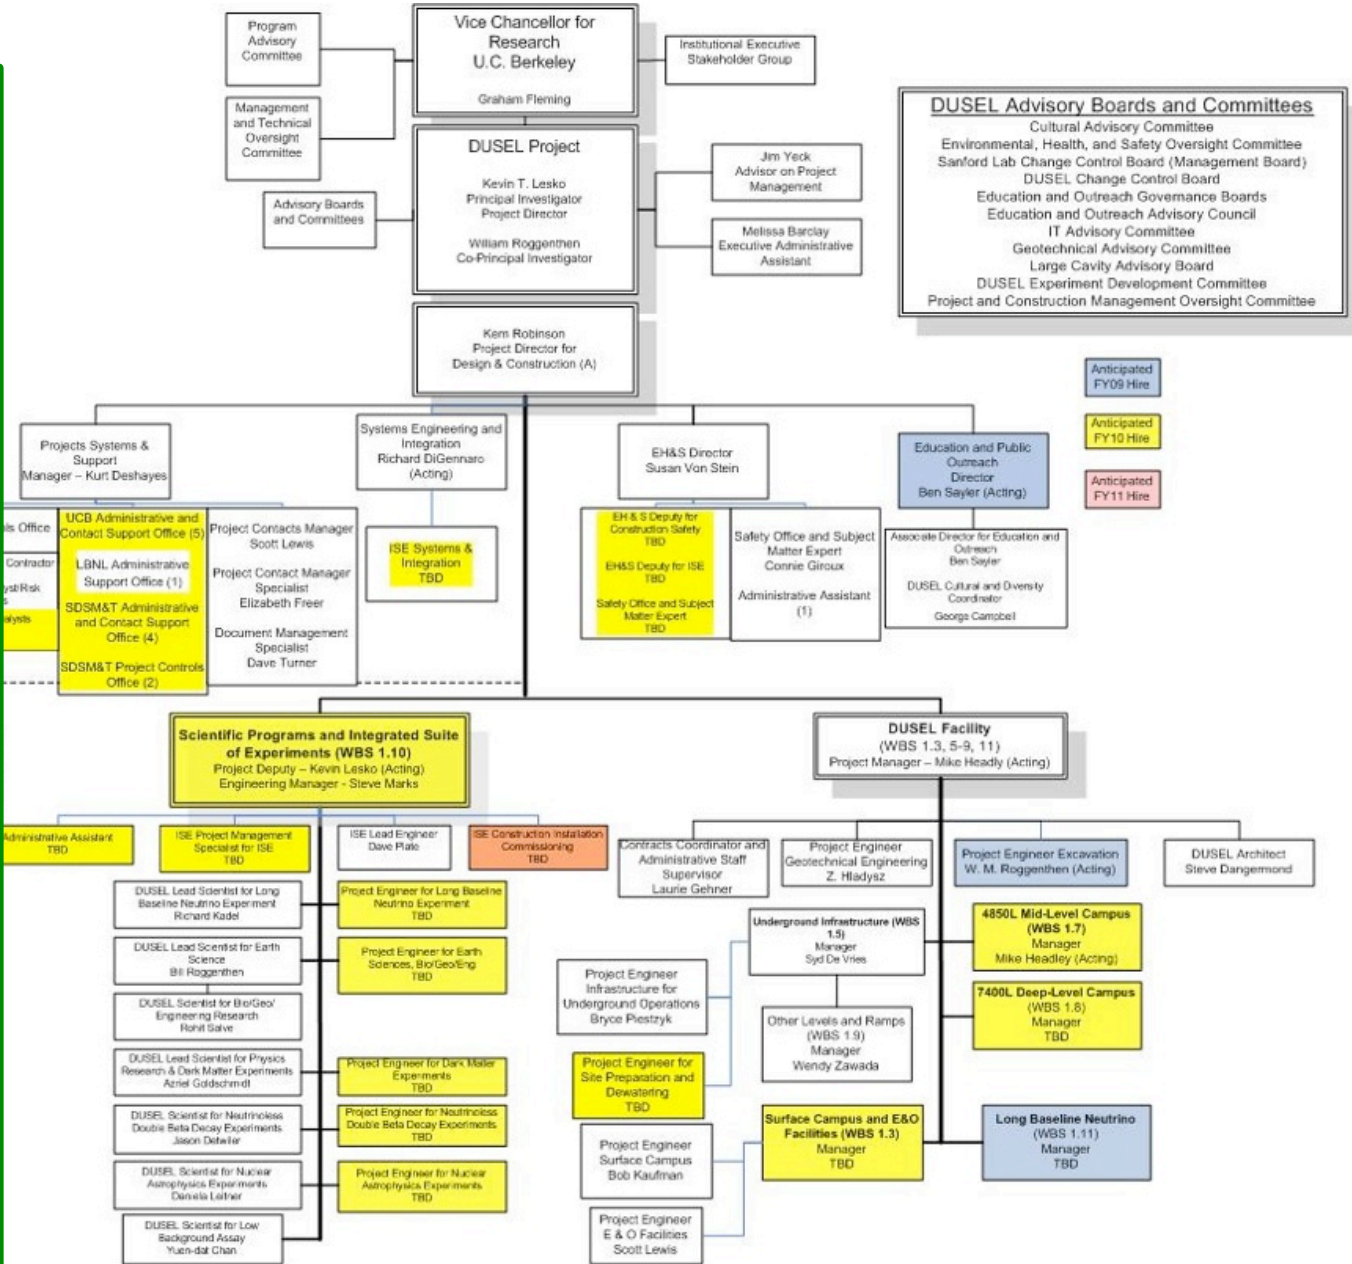 Program
Advisory
Committee
Vice Chancellor for
Research
U.C. Berkeley
Graham Fleming
Institutional Executive
Stakeholder Group
Management
and Technical
Oversight
Committee
DUSEL Project
Kevin T. Lesko
Principal Investigator
Project Director
William Roggenthen
Co-Principal Investigator
Advisory Boards
and Committees
Jim Yeck
Advisor on Project
Management
Melissa Barclay
Executive Administrative
Assistant
DUSEL Advisory Boards and Committees
Cultural Advisory Committee
Environmental, Health, and Safety Oversight Committee
Sanford Lab Change Control Board (Management Board)
DUSEL Change Control Board
Education and Outreach Governance Boards
Education and Outreach Advisory Council
IT Advisory Committee
Geotechnical Advisory Committee
Large Cavity Advisory Board
DUSEL Experiment Development Committee
Project and Construction Management Oversight Committee
Kem Robinson
Project Director for
Design & Construction (A)
Anticipated
FY09 Hire
Anticipated
FY10 Hire
Anticipated
FY11 Hire
Projects Systems &
Support
Manager – Kurt Deshayes
Systems Engineering and
Integration
Richard DiGennaro
(Acting)
EH&S Director
Susan Von Stein
Education and Public
Outreach
Director
Ben Sayler (Acting)
ls Office
Contractor
yst/Risk
s
alysts
UCB Administrative and
Contact Support Office (5)
LBNL Administrative
Support Office (1)
SDSM&T Administrative
and Contact Support
Office (4)
SDSM&T Project Controls
Office (2)
Project Contacts Manager
Scott Lewis
Project Contact Manager
Specialist
Elizabeth Freer
Document Management
Specialist
Dave Turner
ISE Systems &
Integration
TBD
EH & S Deputy for
Construction Safety
TBD
EH&S Deputy for ISE
TBD
Safety Office and Subject
Matter Expert
TBD
Safety Office and Subject
Matter Expert
Connie Giroux
Administrative Assistant
(1)
Associate Director for Education and
Outreach
Ben Sayler
DUSEL Cultural and Diversity
Coordinator
George Campbell
Scientific Programs and Integrated Suite
of Experiments (WBS 1.10)
Project Deputy – Kevin Lesko (Acting)
Engineering Manager - Steve Marks
DUSEL Facility
(WBS 1.3, 5-9, 11)
Project Manager – Mike Headly (Acting)
Administrative Assistant
TBD
ISE Project Management
Specialist for ISE
TBD
ISE Lead Engineer
Dave Plate
ISE Construction Installation
Commissioning
TBD
Contracts Coordinator and
Administrative Staff
Supervisor
Laurie Gehner
Project Engineer
Geotechnical Engineering
Z. Hladysz
Project Engineer Excavation
W. M. Roggenthen (Acting)
DUSEL Architect
Steve Dangermond
DUSEL Lead Scientist for Long
Baseline Neutrino Experiment
Richard Kadel
Project Engineer for Long Baseline
Neutrino Experiment
TBD
DUSEL Lead Scientist for Earth
Science
Bill Roggenthen
Project Engineer for Earth
Sciences, Bio/Geo/Eng
TBD
DUSEL Scientist for Bio/Geo/
Engineering Research
Rohit Salve
DUSEL Lead Scientist for Physics
Research & Dark Matter Experiments
Azriel Goldschmidt
Project Engineer for Dark Matter
Experiments
TBD
DUSEL Scientist for Neutrinoless
Double Beta Decay Experiments
Jason Detwiler
Project Engineer for Neutrinoless
Double Beta Decay Experiments
TBD
DUSEL Scientist for Nuclear
Astrophysics Experiments
Daniela Leitner
Project Engineer for Nuclear
Astrophysics Experiments
TBD
DUSEL Scientist for Low
Background Assay
Yuen-dat Chan
Underground Infrastructure (WBS
1.5)
Manager
Syd De Vries
4850L Mid-Level Campus
(WBS 1.7)
Manager
Mike Headley (Acting)
Project Engineer
Infrastructure for
Underground Operations
Bryce Pietzyk
7400L Deep-Level Campus
(WBS 1.8)
Manager
TBD
Other Levels and Ramps
(WBS 1.9)
Manager
Wendy Zawada
Project Engineer for
Site Preparation and
Dewatering
TBD
Surface Campus and E&O
Facilities (WBS 1.3)
Manager
TBD
Long Baseline Neutrino
(WBS 1.11)
Manager
TBD
Project Engineer
Surface Campus
Bob Kaufman
Project Engineer
E & O Facilities
Scott Lewis